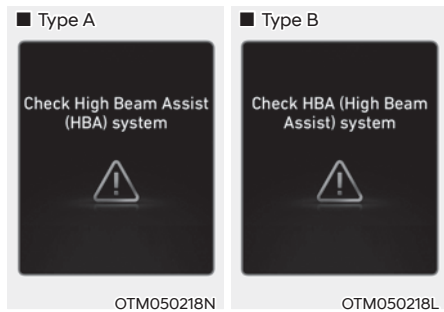 ■ Type A
Check High Beam Assist
(HBA) system
OTM050218N
■ Type B
Check HBA (High Beam
Assist) system
OTM050218L